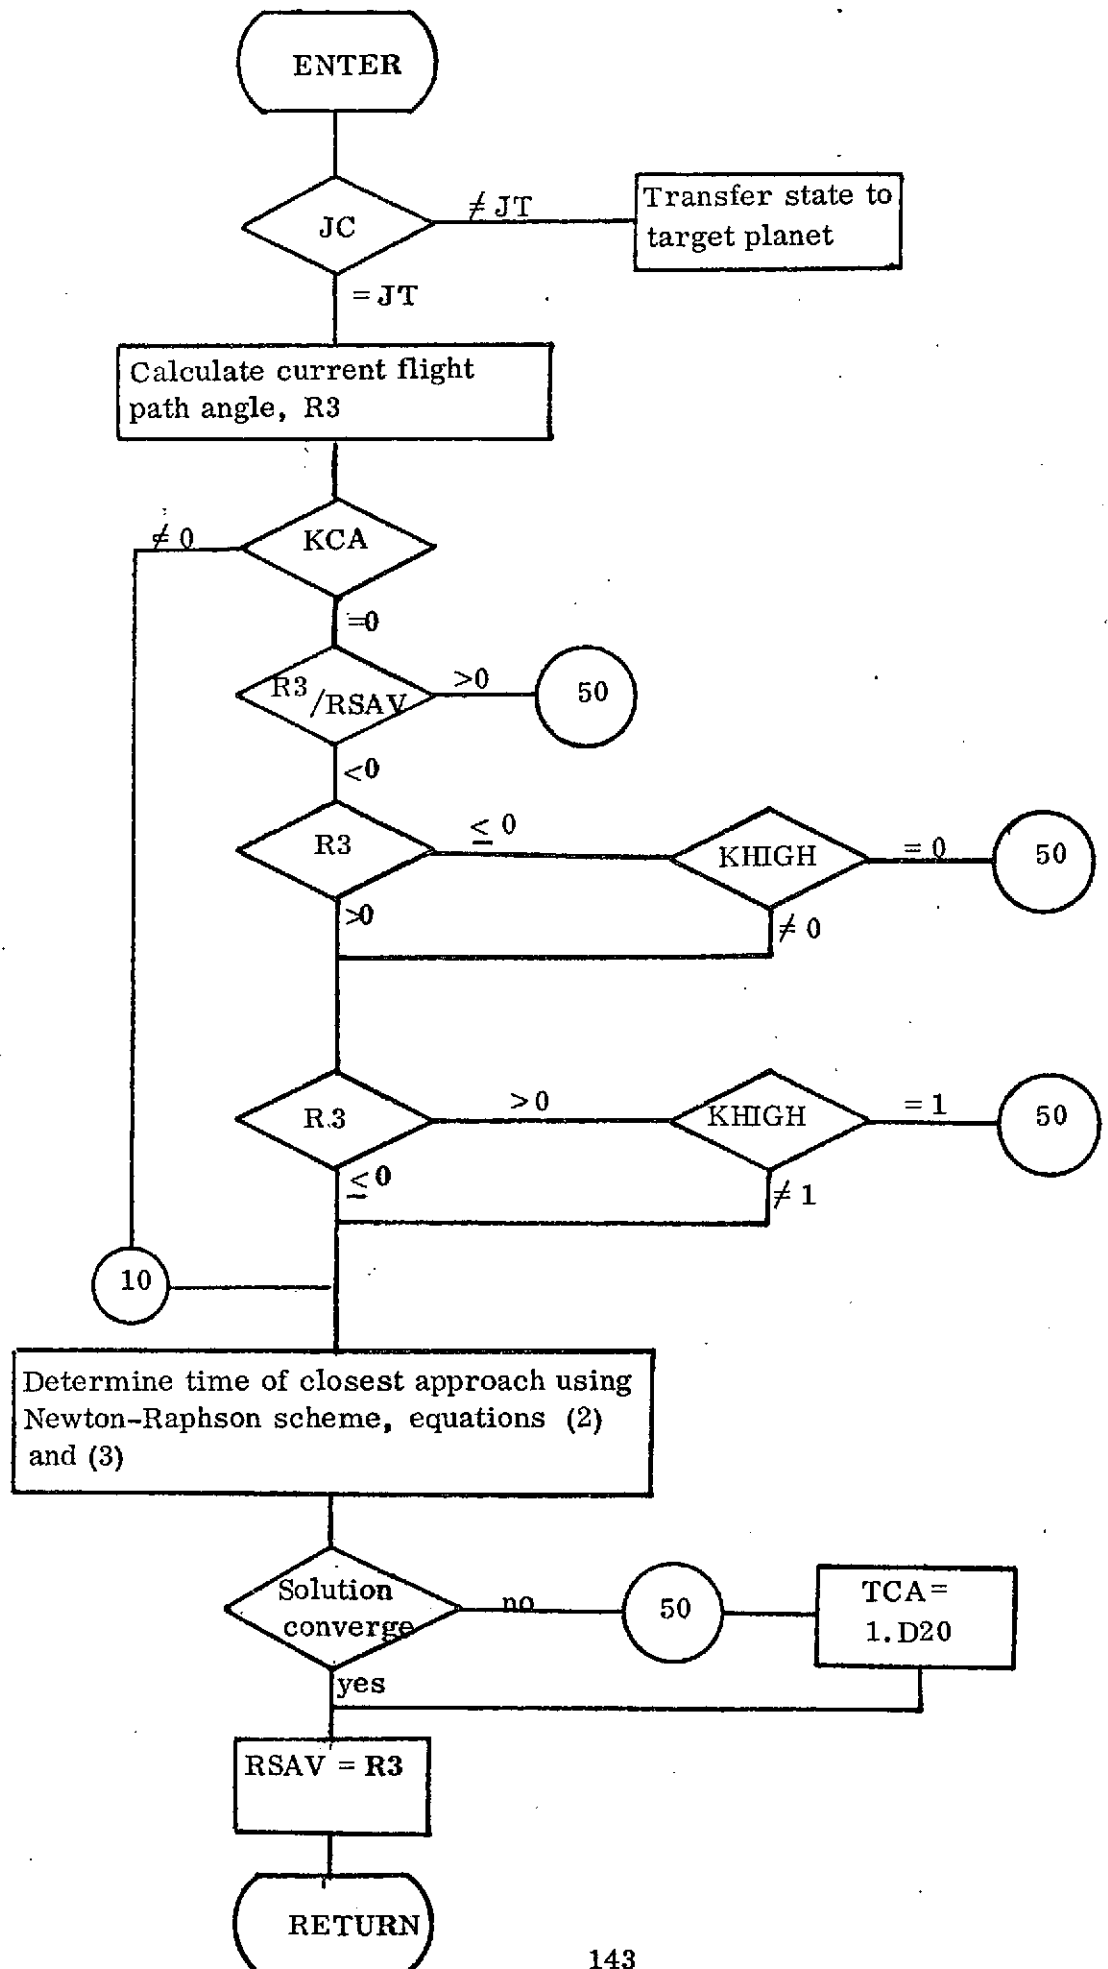 ENTER
JC
≠ JT
Transfer state to
target planet
= JT
Calculate current flight
path angle, R3
≠ 0
KCA
=0
R3
/RSAV
>0
50
<0
R3
≤ 0
KHIGH
= 0
50
>0
≠ 0
R.3
> 0
KHIGH
= 1
50
≤ 0
≠ 1
10
Determine time of closest approach using
Newton-Raphson scheme, equations (2)
and (3)
Solution
converge
no
50
TCA=
1.D20
yes
RSAV = R3
RETURN
143